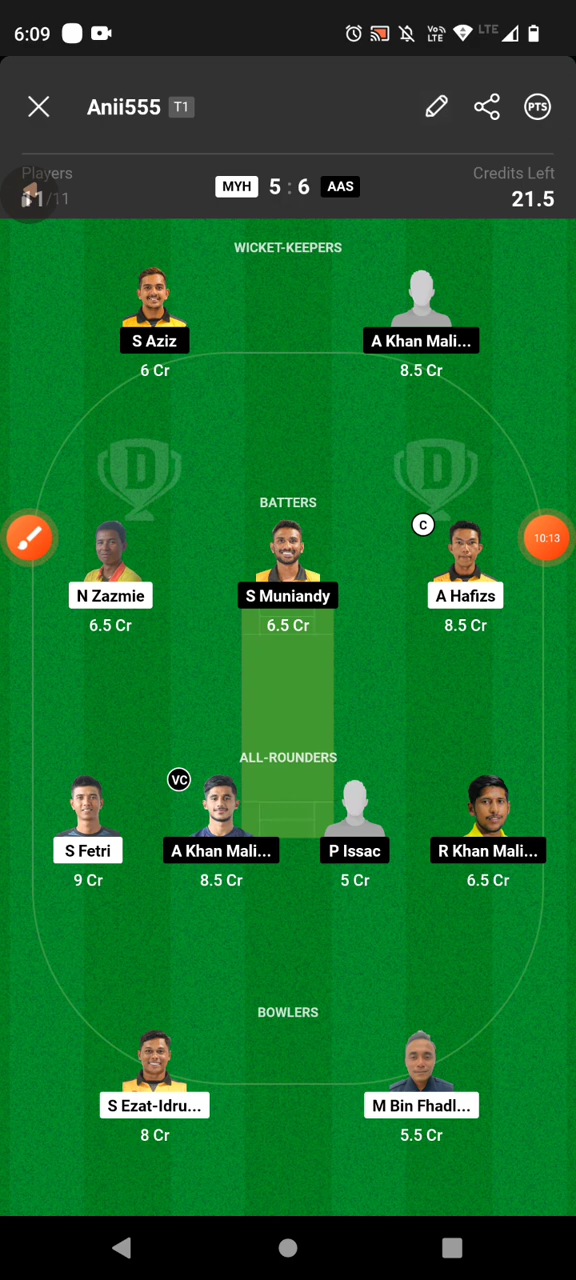 6:09
Vo))
LTE
LTE
Anii555 T1
PTS
Players
Credits Left
11/11
MYH 5 : 6 AAS
21.5
WICKET-KEEPERS
S Aziz
A Khan Mali...
6 Cr
8.5 Cr
D
D
BATTERS
C
10:13
N Zazmie
S Muniandy
A Hafizs
6.5 Cr
6.5 Cr
8.5 Cr
ALL-ROUNDERS
VC
S Fetri
A Khan Mali...
P Issac
R Khan Mali...
9 Cr
8.5 Cr
5 Cr
6.5 Cr
BOWLERS
S Ezat-Idru...
M Bin Fhadl...
8 Cr
5.5 Cr